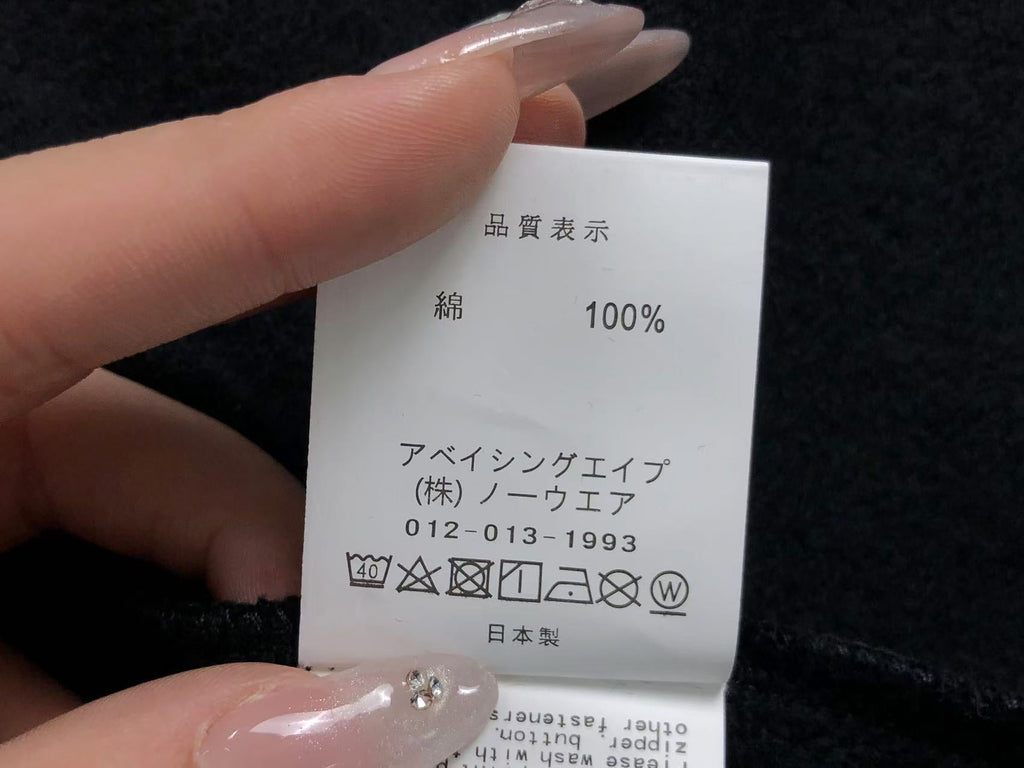 品質表示
綿 100%
アベイシングエイプ
(株) ノーウエア
012-013-1993
40
W
日本製
other fasteners
zipper, button,
ease wash with